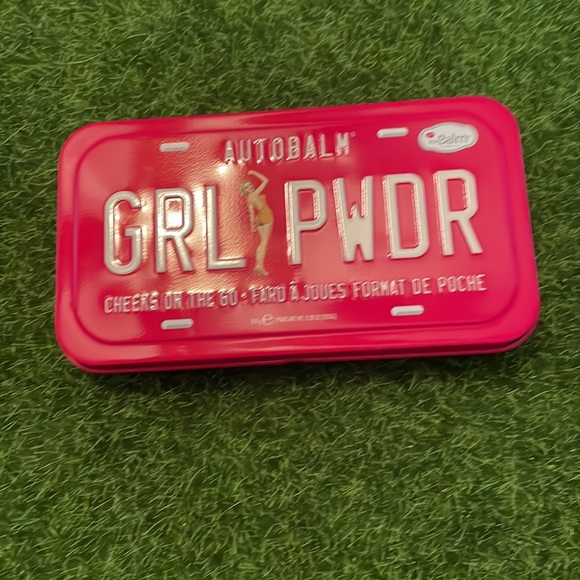 AUTOBALM®
theBalm
GRL PWDR
CHEEKS ON THE GO • FARD À JOUES FORMAT DE POCHE